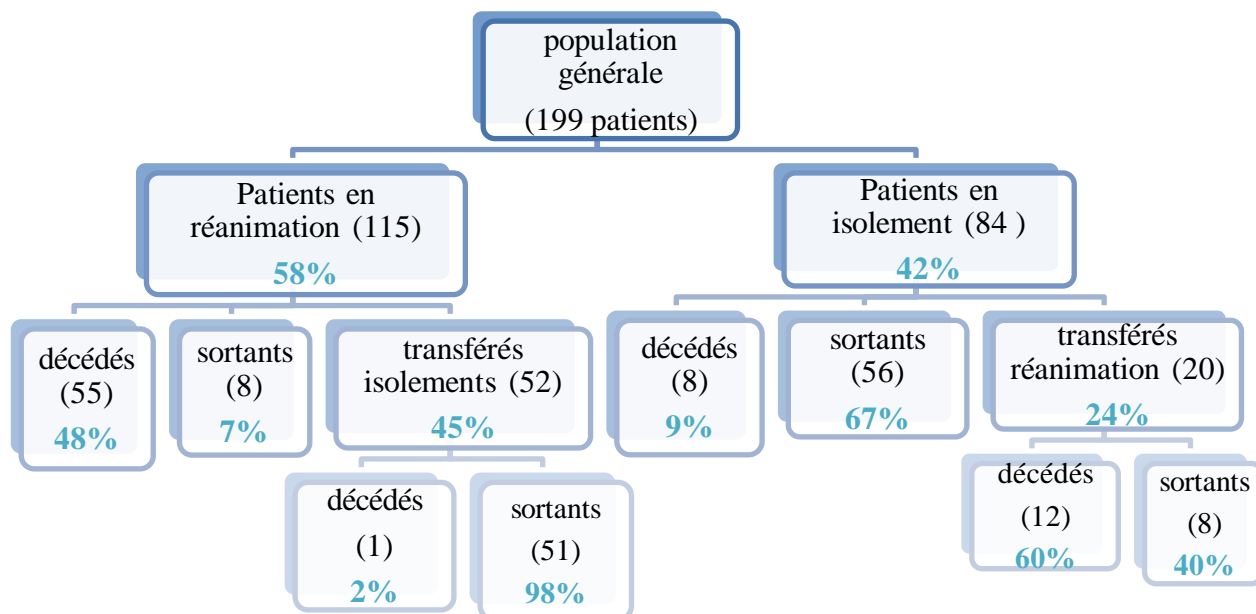 population
générale
(199 patients)
Patients en
réanimation (115)
58%
Patients en
isolement (84 )
42%
décédés
(55)
48%
sortants
(8)
7%
transférés
isolements (52)
45%
décédés
(8)
9%
sortants
(56)
67%
transférés
réanimation (20)
24%
décédés
(1)
2%
sortants
(51)
98%
décédés
(12)
60%
sortants
(8)
40%